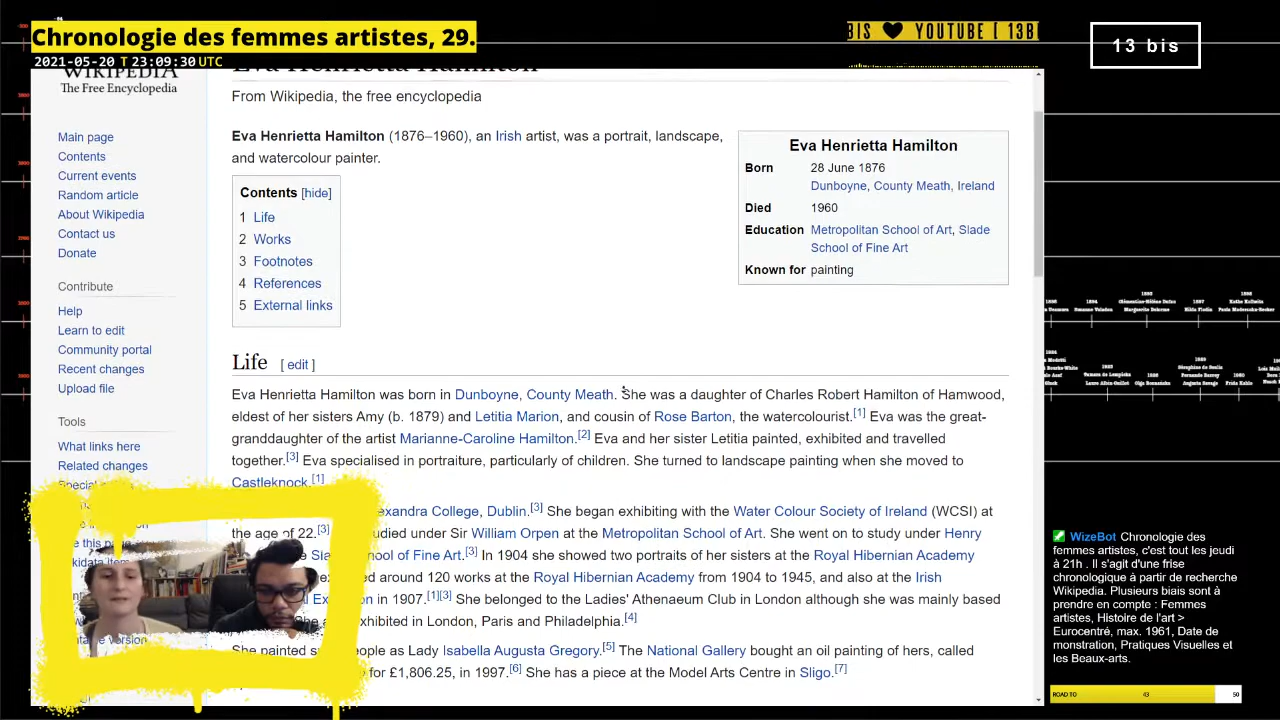 Chronologie des femmes artistes, 29.
2021-05-20 T 23:09:30 UTC
BIS YOUTUBE [ 13B
13 bis
WIKIPEDIA
The Free Encyclopedia
Main page
Contents
Current events
Random article
About Wikipedia
Contact us
Donate
Contribute
Help
Learn to edit
Community portal
Recent changes
Upload file
Tools
What links here
Related changes
Eva Henrietta Hamilton
From Wikipedia, the free encyclopedia
Eva Henrietta Hamilton (1876–1960), an Irish artist, was a portrait, landscape,
and watercolour painter.
Contents [hide]
1 Life
2 Works
3 Footnotes
4 References
5 External links
Eva Henrietta Hamilton
Born 28 June 1876
Dunboyne, County Meath, Ireland
Died 1960
Education Metropolitan School of Art, Slade
School of Fine Art
Known for painting
Life [ edit ]
Eva Henrietta Hamilton was born in Dunboyne, County Meath. She was a daughter of Charles Robert Hamilton of Hamwood,
eldest of her sisters Amy (b. 1879) and Letitia Marion, and cousin of Rose Barton, the watercolourist.[1] Eva was the great-
granddaughter of the artist Marianne-Caroline Hamilton.[2] Eva and her sister Letitia painted, exhibited and travelled
together.[3] Eva specialised in portraiture, particularly of children. She turned to landscape painting when she moved to
Castleknock.[1]
exandra College, Dublin.[3] She began exhibiting with the Water Colour Society of Ireland (WCSI) at
the age of 22.[3] tudied under Sir William Orpen at the Metropolitan School of Art. She went on to study under Henry
School of Fine Art.[3] In 1904 she showed two portraits of her sisters at the Royal Hibernian Academy
around 120 works at the Royal Hibernian Academy from 1904 to 1945, and also at the Irish
in 1907.[1][3] She belonged to the Ladies' Athenaeum Club in London although she was mainly based
exhibited in London, Paris and Philadelphia.[4]
She painted such people as Lady Isabella Augusta Gregory.[5] The National Gallery bought an oil painting of hers, called
for £1,806.25, in 1997.[6] She has a piece at the Model Arts Centre in Sligo.[7]
WizeBot Chronologie des
femmes artistes, c'est tout les jeudi
à 21h . Il s'agit d'une frise
chronologique à partir de recherche
Wikipedia. Plusieurs biais sont à
prendre en compte : Femmes
artistes, Histoire de l'art >
Eurocentré, max. 1961, Date de
monstration, Pratiques Visuelles et
les Beaux-arts.
ROAD TO 43 50